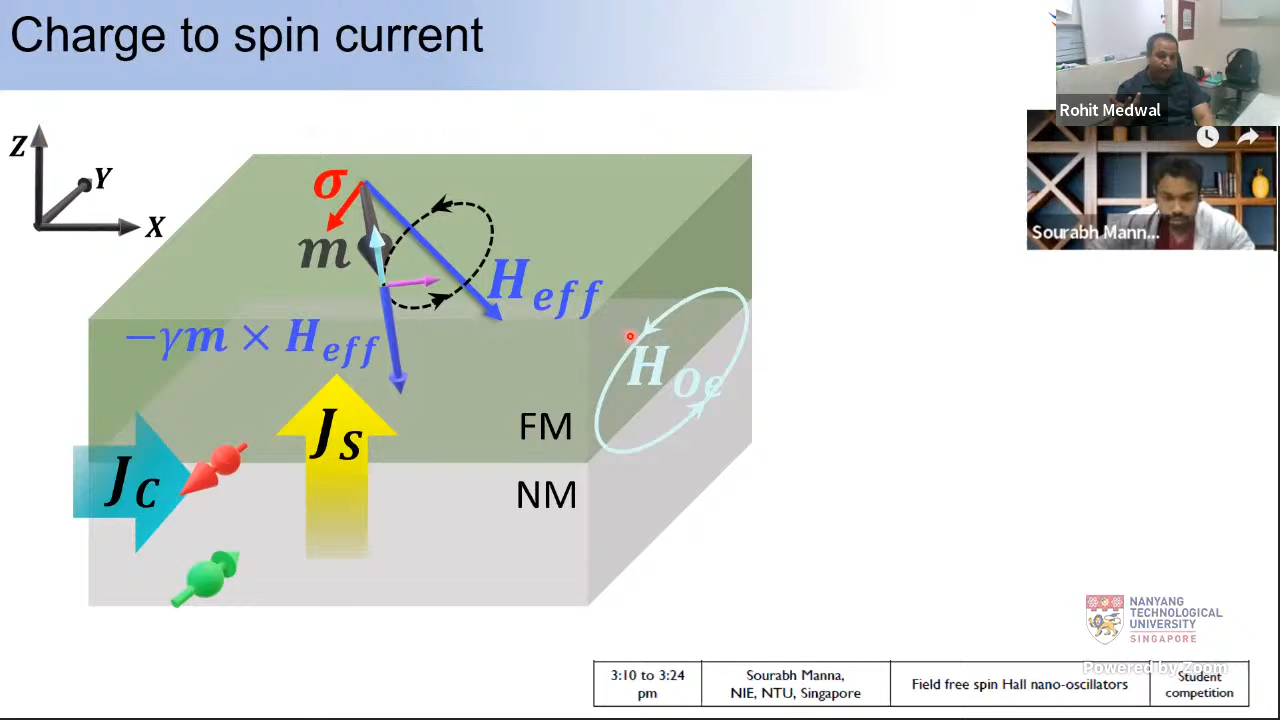 Charge to spin current
Rohit Medwal
Sourabh Mann...
Z
Y
X
σ
m
H_eff
−γm × H_eff
H_Oe
J_S
FM
J_C
NM
NANYANG
TECHNOLOGICAL
UNIVERSITY
SINGAPORE
Powered by Zoom
3:10 to 3:24
pm
Sourabh Manna,
NIE, NTU, Singapore
Field free spin Hall nano-oscillators
Student
competition